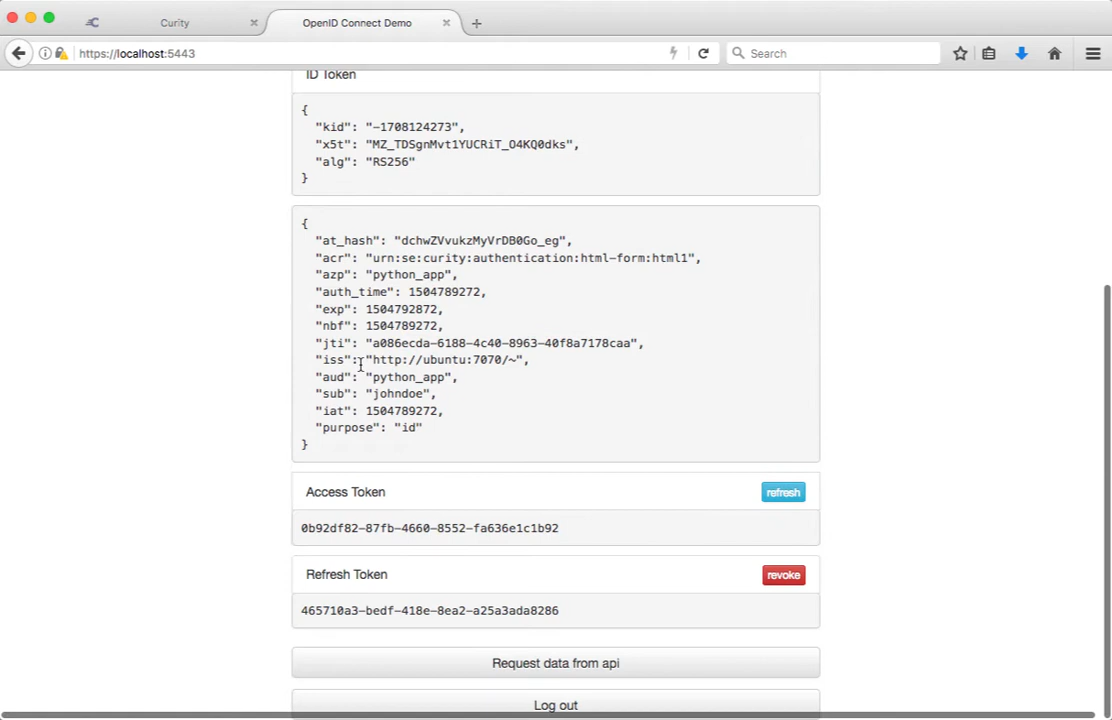 Curity
OpenID Connect Demo
https://localhost:5443
Search
ID Token
{
"kid": "-1708124273",
"x5t": "MZ_TDSgnMvt1YUCRiT_O4KQ0dks",
"alg": "RS256"
}
{
"at_hash": "dchwZVvukzMyVrDB0Go_eg",
"acr": "urn:se:curity:authentication:html-form:html1",
"azp": "python_app",
"auth_time": 1504789272,
"exp": 1504792872,
"nbf": 1504789272,
"jti": "a086ecda-6188-4c40-8963-40f8a7178caa",
"iss": "http://ubuntu:7070/~",
"aud": "python_app",
"sub": "johndoe",
"iat": 1504789272,
"purpose": "id"
}
Access Token
refresh
0b92df82-87fb-4660-8552-fa636e1c1b92
Refresh Token
revoke
465710a3-bedf-418e-8ea2-a25a3ada8286
Request data from api
Log out